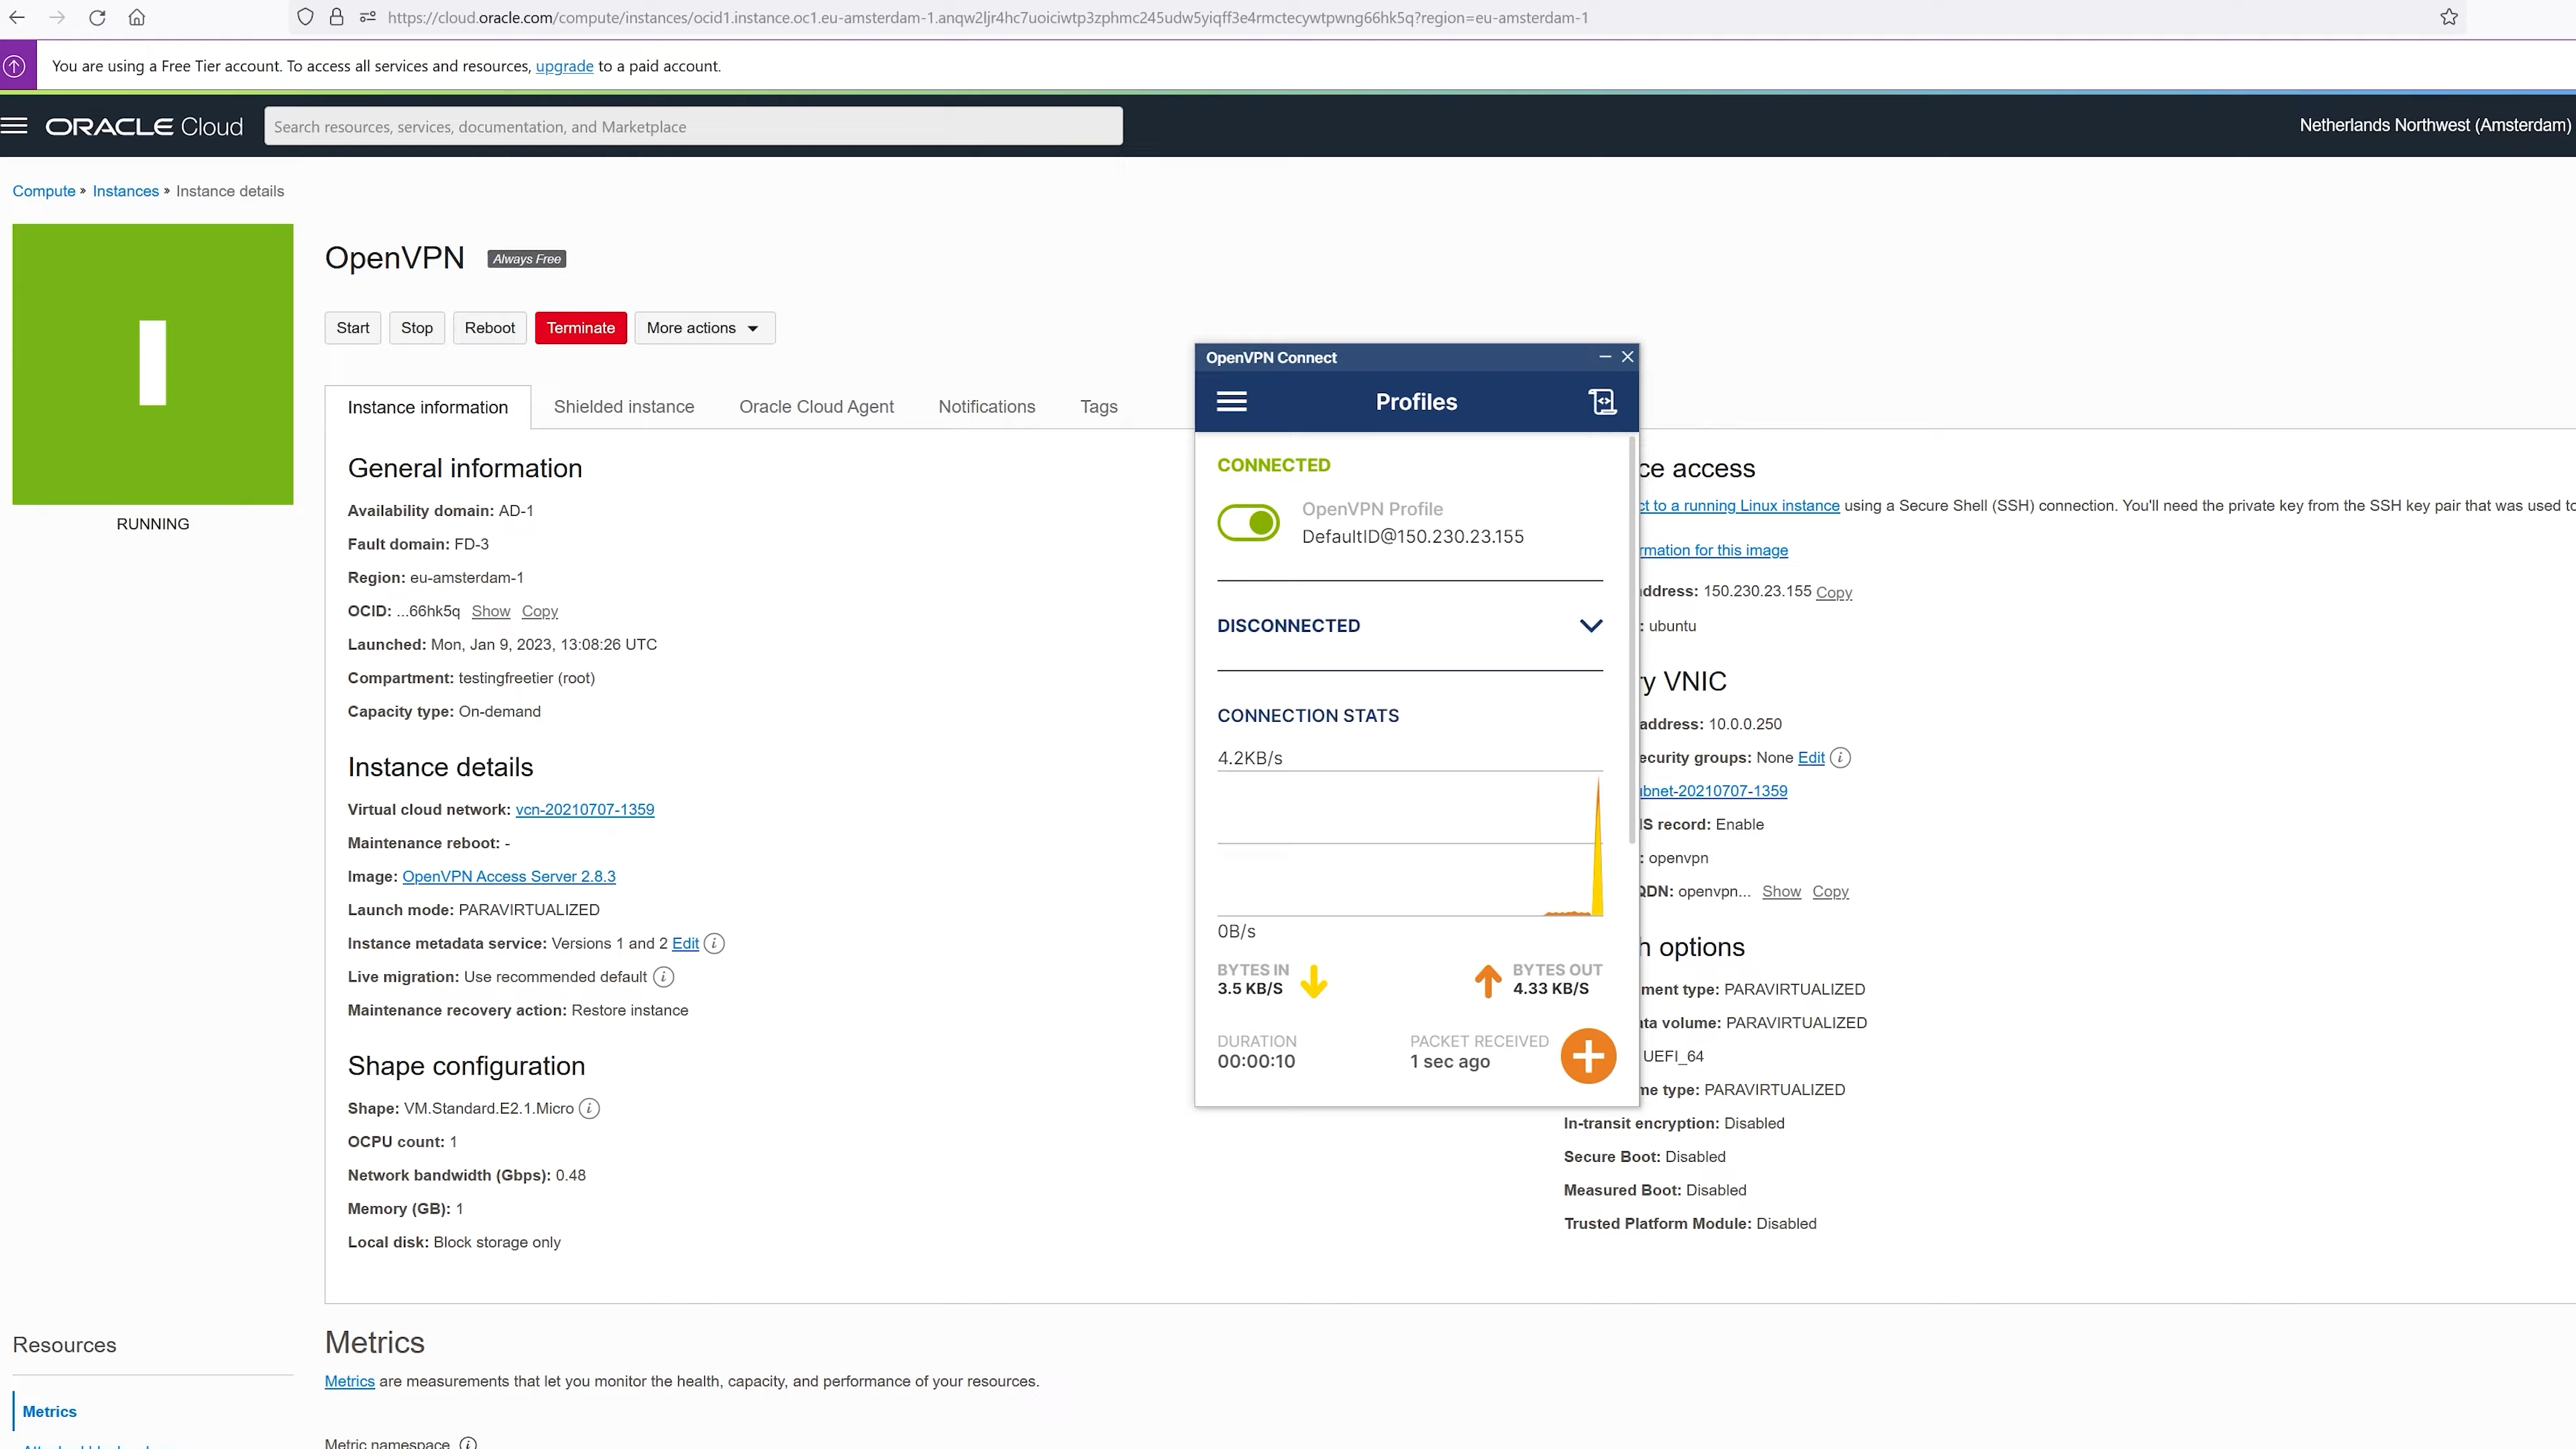 https://cloud.oracle.com/compute/instances/ocid1.instance.oc1.eu-amsterdam-1.anqw2ljr4hc7uoiciwtp3zphmc245udw5yiqff3e4rmctecywtpwng66hk5q?region=eu-amsterdam-1
You are using a Free Tier account. To access all services and resources, upgrade to a paid account.
ORACLE Cloud
Search resources, services, documentation, and Marketplace
Netherlands Northwest (Amsterdam)
Compute » Instances » Instance details
RUNNING
OpenVPN Always Free
Start Stop Reboot Terminate More actions
Instance information Shielded instance Oracle Cloud Agent Notifications Tags
General information
Availability domain: AD-1
Fault domain: FD-3
Region: eu-amsterdam-1
OCID: ...66hk5q Show Copy
Launched: Mon, Jan 9, 2023, 13:08:26 UTC
Compartment: testingfreetier (root)
Capacity type: On-demand
Instance details
Virtual cloud network: vcn-20210707-1359
Maintenance reboot: -
Image: OpenVPN Access Server 2.8.3
Launch mode: PARAVIRTUALIZED
Instance metadata service: Versions 1 and 2 Edit
Live migration: Use recommended default
Maintenance recovery action: Restore instance
Shape configuration
Shape: VM.Standard.E2.1.Micro
OCPU count: 1
Network bandwidth (Gbps): 0.48
Memory (GB): 1
Local disk: Block storage only
OpenVPN Connect
Profiles
CONNECTED
OpenVPN Profile
DefaultID@150.230.23.155
DISCONNECTED
CONNECTION STATS
4.2KB/s
0B/s
BYTES IN
3.5 KB/S
BYTES OUT
4.33 KB/S
DURATION
00:00:10
PACKET RECEIVED
1 sec ago
ce access
ct to a running Linux instance using a Secure Shell (SSH) connection. You'll need the private key from the SSH key pair that was used to
rmation for this image
ddress: 150.230.23.155 Copy
: ubuntu
ry VNIC
address: 10.0.0.250
ecurity groups: None Edit
bnet-20210707-1359
S record: Enable
: openvpn
QDN: openvpn... Show Copy
h options
ment type: PARAVIRTUALIZED
ata volume: PARAVIRTUALIZED
UEFI_64
me type: PARAVIRTUALIZED
In-transit encryption: Disabled
Secure Boot: Disabled
Measured Boot: Disabled
Trusted Platform Module: Disabled
Resources
Metrics
Metrics
Metrics are measurements that let you monitor the health, capacity, and performance of your resources.
Metric namespace